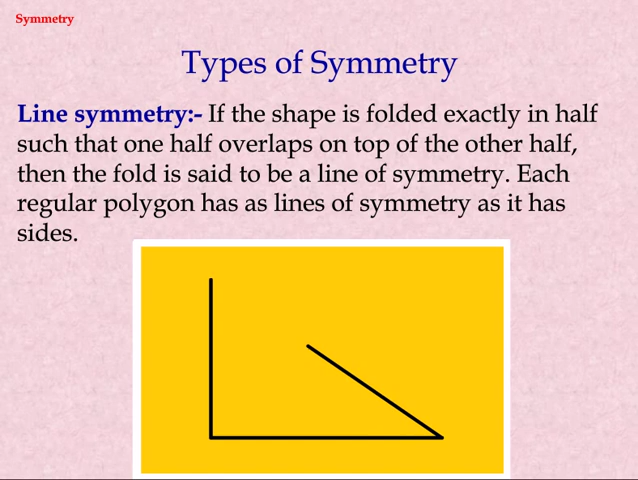 Symmetry
Types of Symmetry
Line symmetry:- If the shape is folded exactly in half
such that one half overlaps on top of the other half,
then the fold is said to be a line of symmetry. Each
regular polygon has as lines of symmetry as it has
sides.